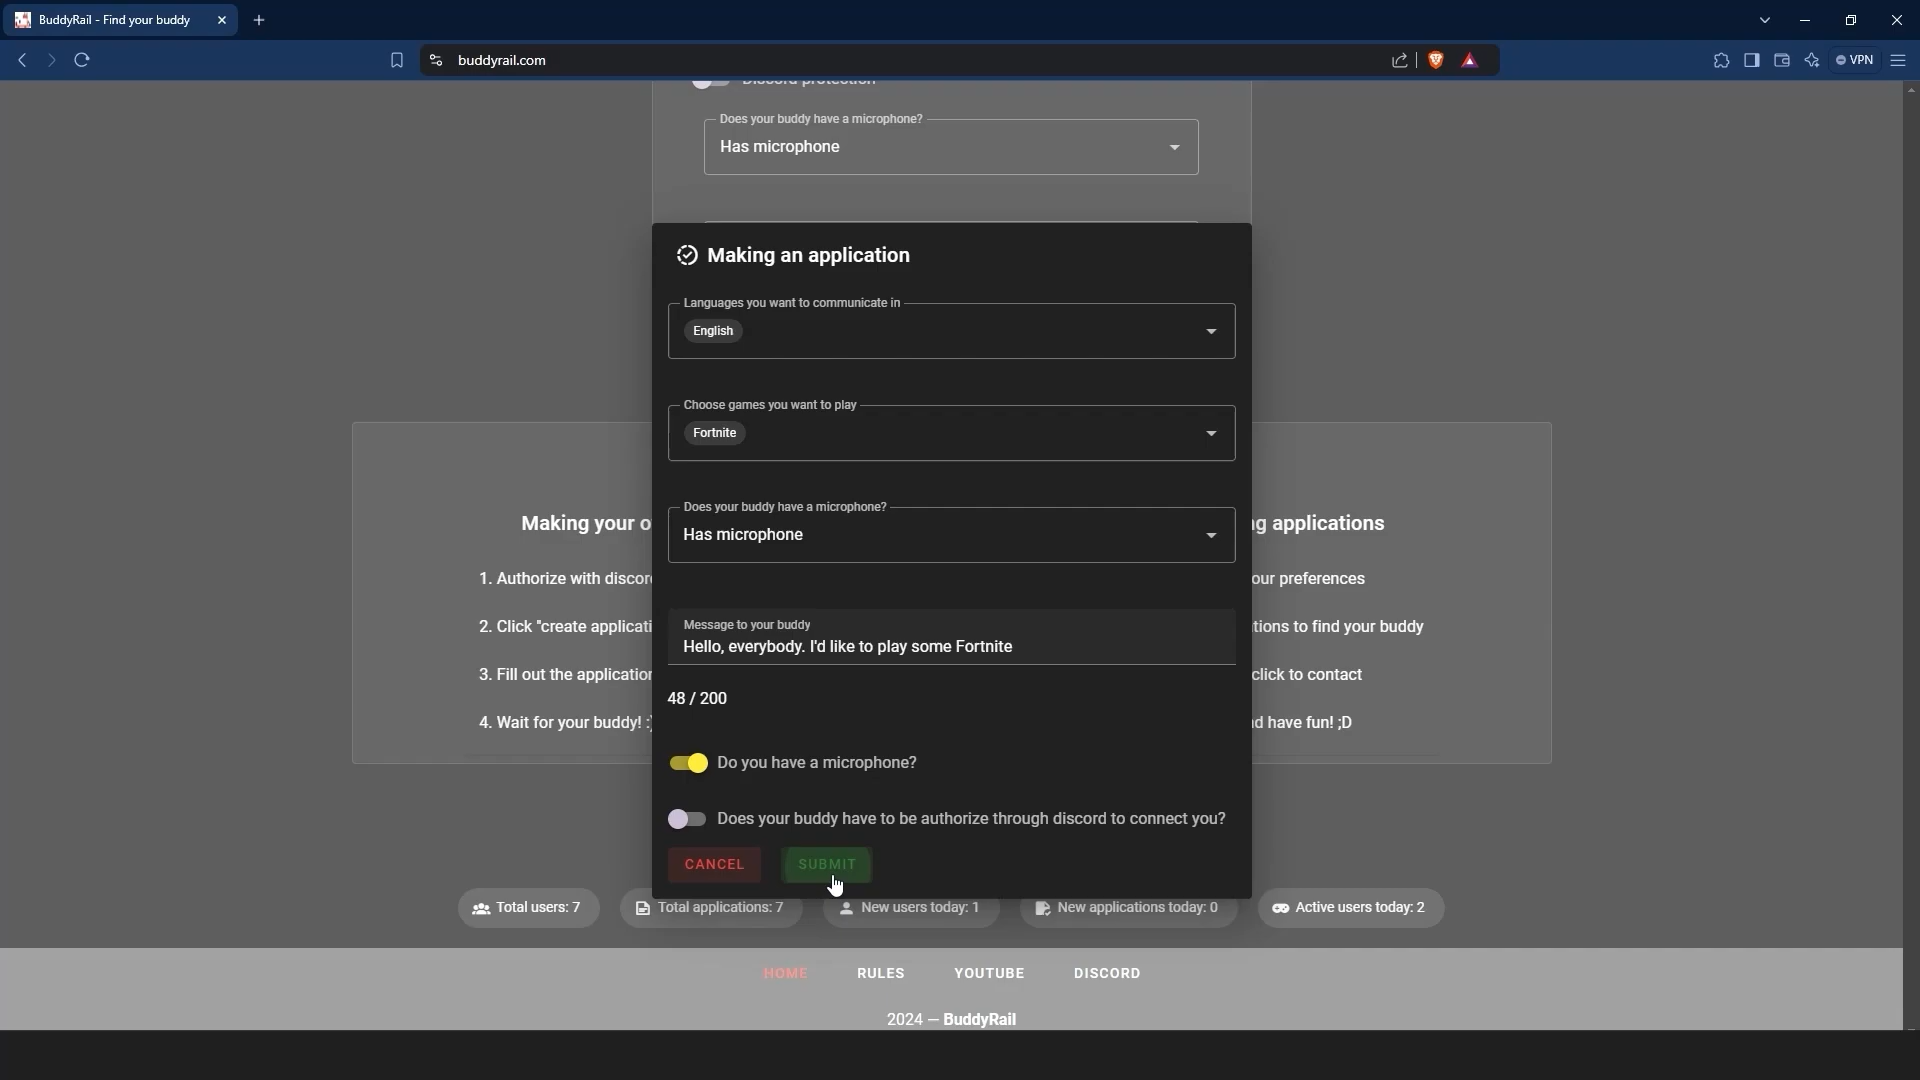 BuddyRail - Find your buddy
buddyrail.com
VPN
Discord protection
Does your buddy have a microphone?
Has microphone
Making an application
Languages you want to communicate in
English
Choose games you want to play
Fortnite
Does your buddy have a microphone?
Has microphone
Message to your buddy
Hello, everybody. I'd like to play some Fortnite
48 / 200
Do you have a microphone?
Does your buddy have to be authorize through discord to connect you?
CANCEL
SUBMIT
Making your o
1. Authorize with discor
2. Click "create applicati
3. Fill out the application
4. Wait for your buddy! :)
g applications
our preferences
tions to find your buddy
click to contact
d have fun! ;D
Total users: 7
Total applications: 7
New users today: 1
New applications today: 0
Active users today: 2
HOME
RULES
YOUTUBE
DISCORD
2024 — BuddyRail